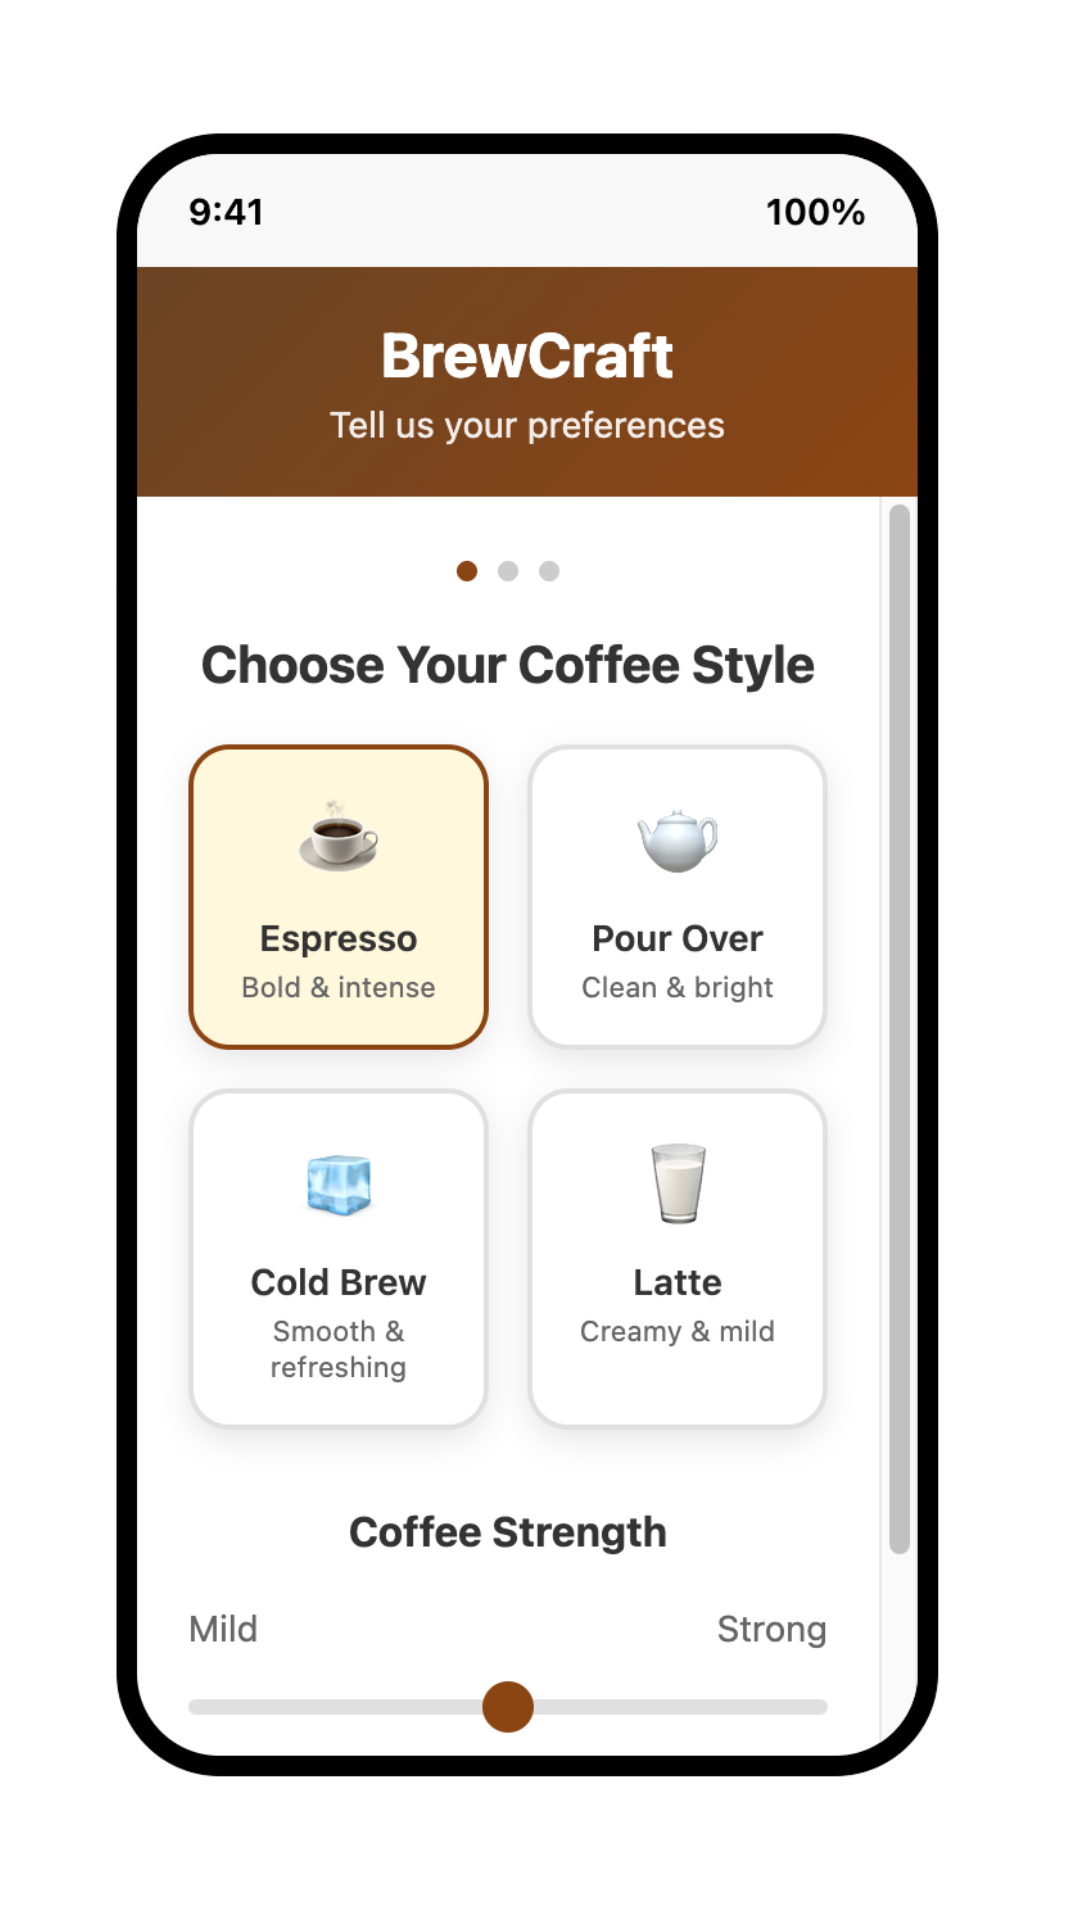 9:41
100%
BrewCraft
Tell us your preferences
Choose Your Coffee Style
Espresso
Bold & intense
Pour Over
Clean & bright
Cold Brew
Smooth &
refreshing
Latte
Creamy & mild
Coffee Strength
Mild
Strong